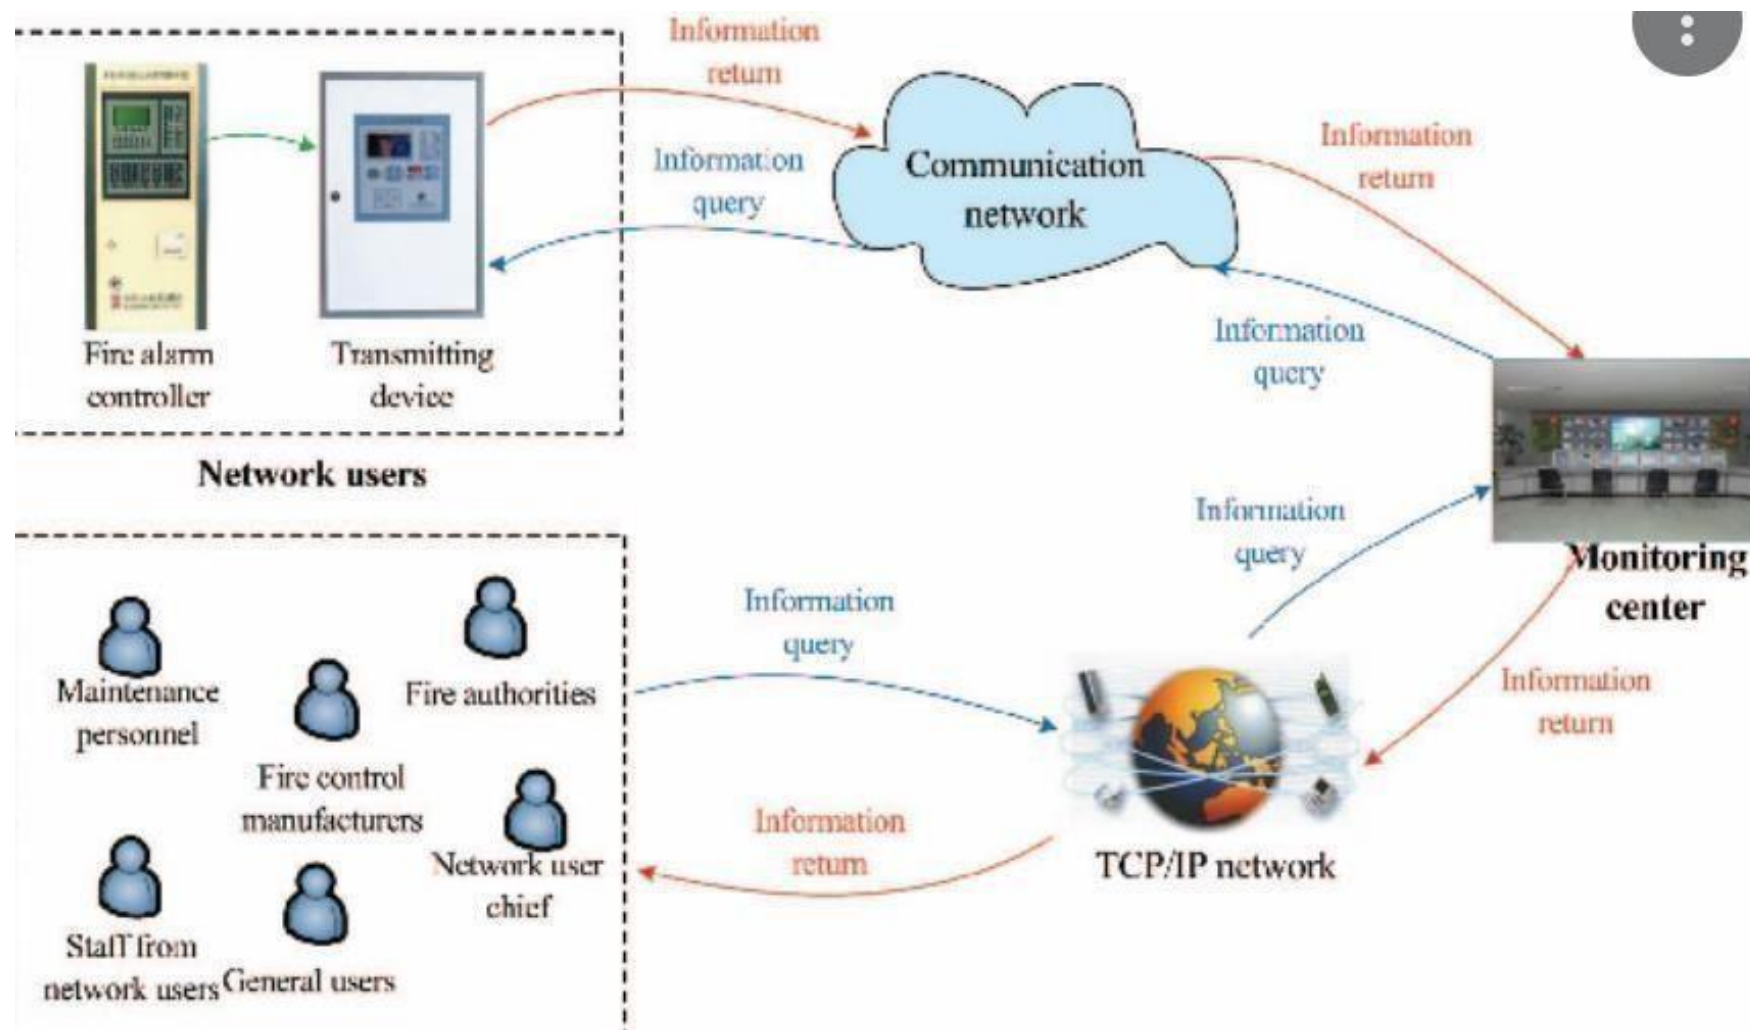 Information
return
Information
query
Communication
network
Information
return
Information
query
Fire alarm
controller
Transmitting
device
Network users
Information
query
Monitoring
center
Information
return
Information
query
Maintenance
personnel
Fire authorities
Fire control
manufacturers
Network user
chief
Staff from
network users
General users
Information
return
TCP/IP network